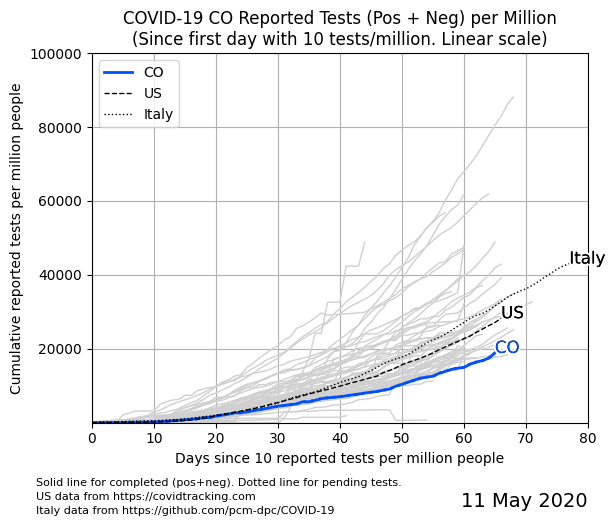 COVID-19 CO Reported Tests (Pos + Neg) per Million
(Since first day with 10 tests/million. Linear scale)
Cumulative reported tests per million people
100000
80000
60000
40000
20000
CO
US
Italy
Italy
US
CO
0 10 20 30 40 50 60 70 80
Days since 10 reported tests per million people
Solid line for completed (pos+neg). Dotted line for pending tests.
US data from https://covidtracking.com
Italy data from https://github.com/pcm-dpc/COVID-19
11 May 2020